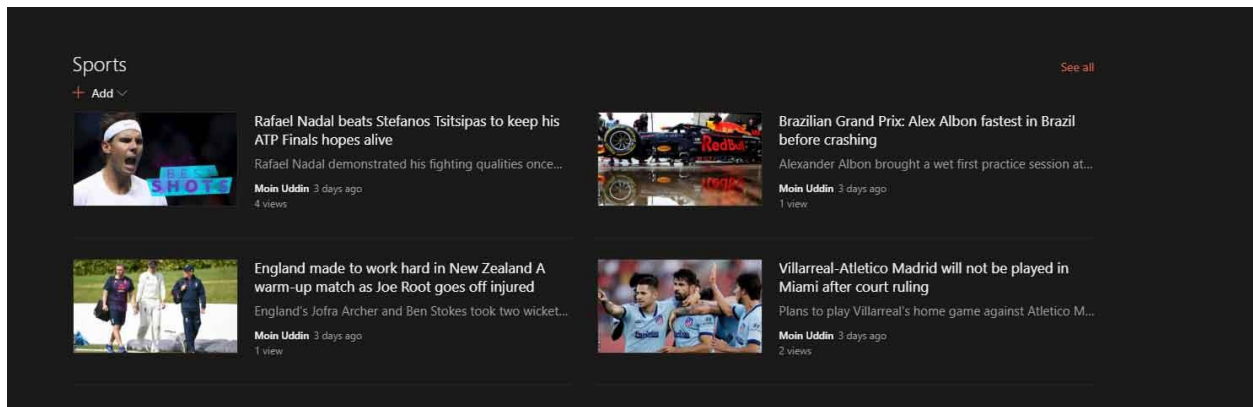 Sports
See all
+ Add
Rafael Nadal beats Stefanos Tsitsipas to keep his
ATP Finals hopes alive
Rafael Nadal demonstrated his fighting qualities once...
Moin Uddin 3 days ago
4 views
BEST
SHOTS
Brazilian Grand Prix: Alex Albon fastest in Brazil
before crashing
Alexander Albon brought a wet first practice session at...
Moin Uddin 3 days ago
1 view
Red Bull
England made to work hard in New Zealand A
warm-up match as Joe Root goes off injured
England's Jofra Archer and Ben Stokes took two wicket...
Moin Uddin 3 days ago
1 view
Villarreal-Atletico Madrid will not be played in
Miami after court ruling
Plans to play Villarreal's home game against Atletico M...
Moin Uddin 3 days ago
2 views